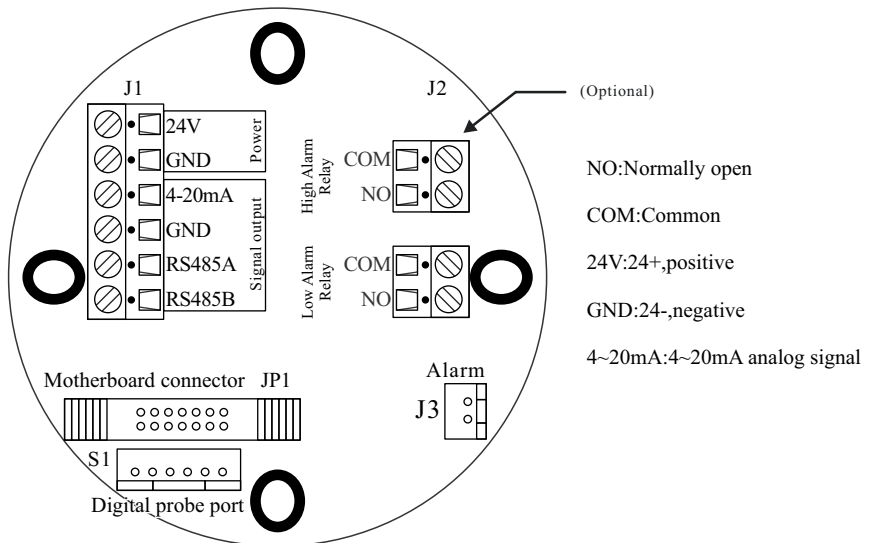 J1
24V
GND
4-20mA
GND
RS485A
RS485B
Power
Signal output
J2
(Optional)
High Alarm
Relay
COM
NO
Low Alarm
Relay
COM
NO
NO:Normally open
COM:Common
24V:24+,positive
GND:24-,negative
4~20mA:4~20mA analog signal
Motherboard connector JP1
Alarm
J3
S1
Digital probe port